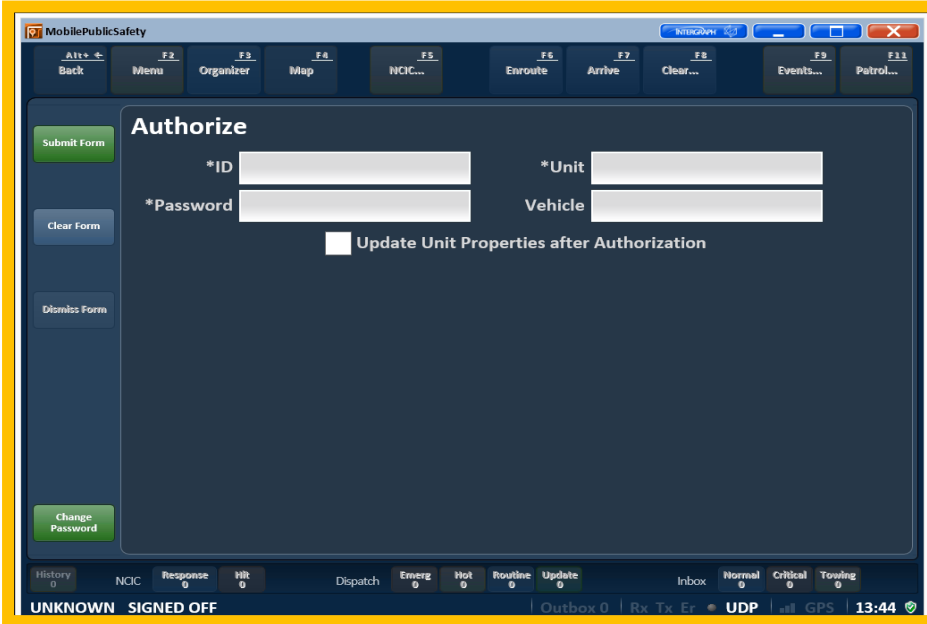 MobilePublicSafety INTERGRAPH
Alt+ ← F2 F3 F4 F5 F6 F7 F8 F9 F11
Back Menu Organizer Map NCIC... Enroute Arrive Clear... Events... Patrol...
Authorize
Submit Form
*ID *Unit
*Password Vehicle
Clear Form
Update Unit Properties after Authorization
Dismiss Form
Change
Password
History Response Hit Emerg Hot Routine Update Normal Critical Towing
NCIC Dispatch Inbox
0 0 0 0 0 0 0 0 0 0
UNKNOWN SIGNED OFF Outbox 0 Rx Tx Er UDP GPS 13:44